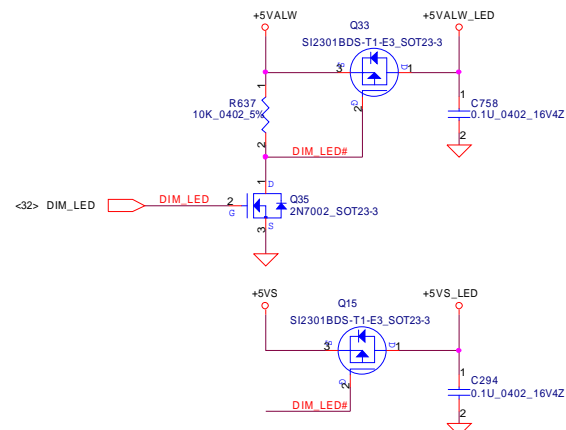 +5VALW
Q33
+5VALW_LED
SI2301BDS-T1-E3_SOT23-3
S
3
D
1
G
2
1
R637
10K_0402_5%
2
1
C758
0.1U_0402_16V4Z
2
DIM_LED#
1
D
<32> DIM_LED
DIM_LED
2
G
Q35
2N7002_SOT23-3
3
S
+5VS
Q15
+5VS_LED
SI2301BDS-T1-E3_SOT23-3
S
3
D
1
G
2
1
C294
0.1U_0402_16V4Z
2
DIM_LED#